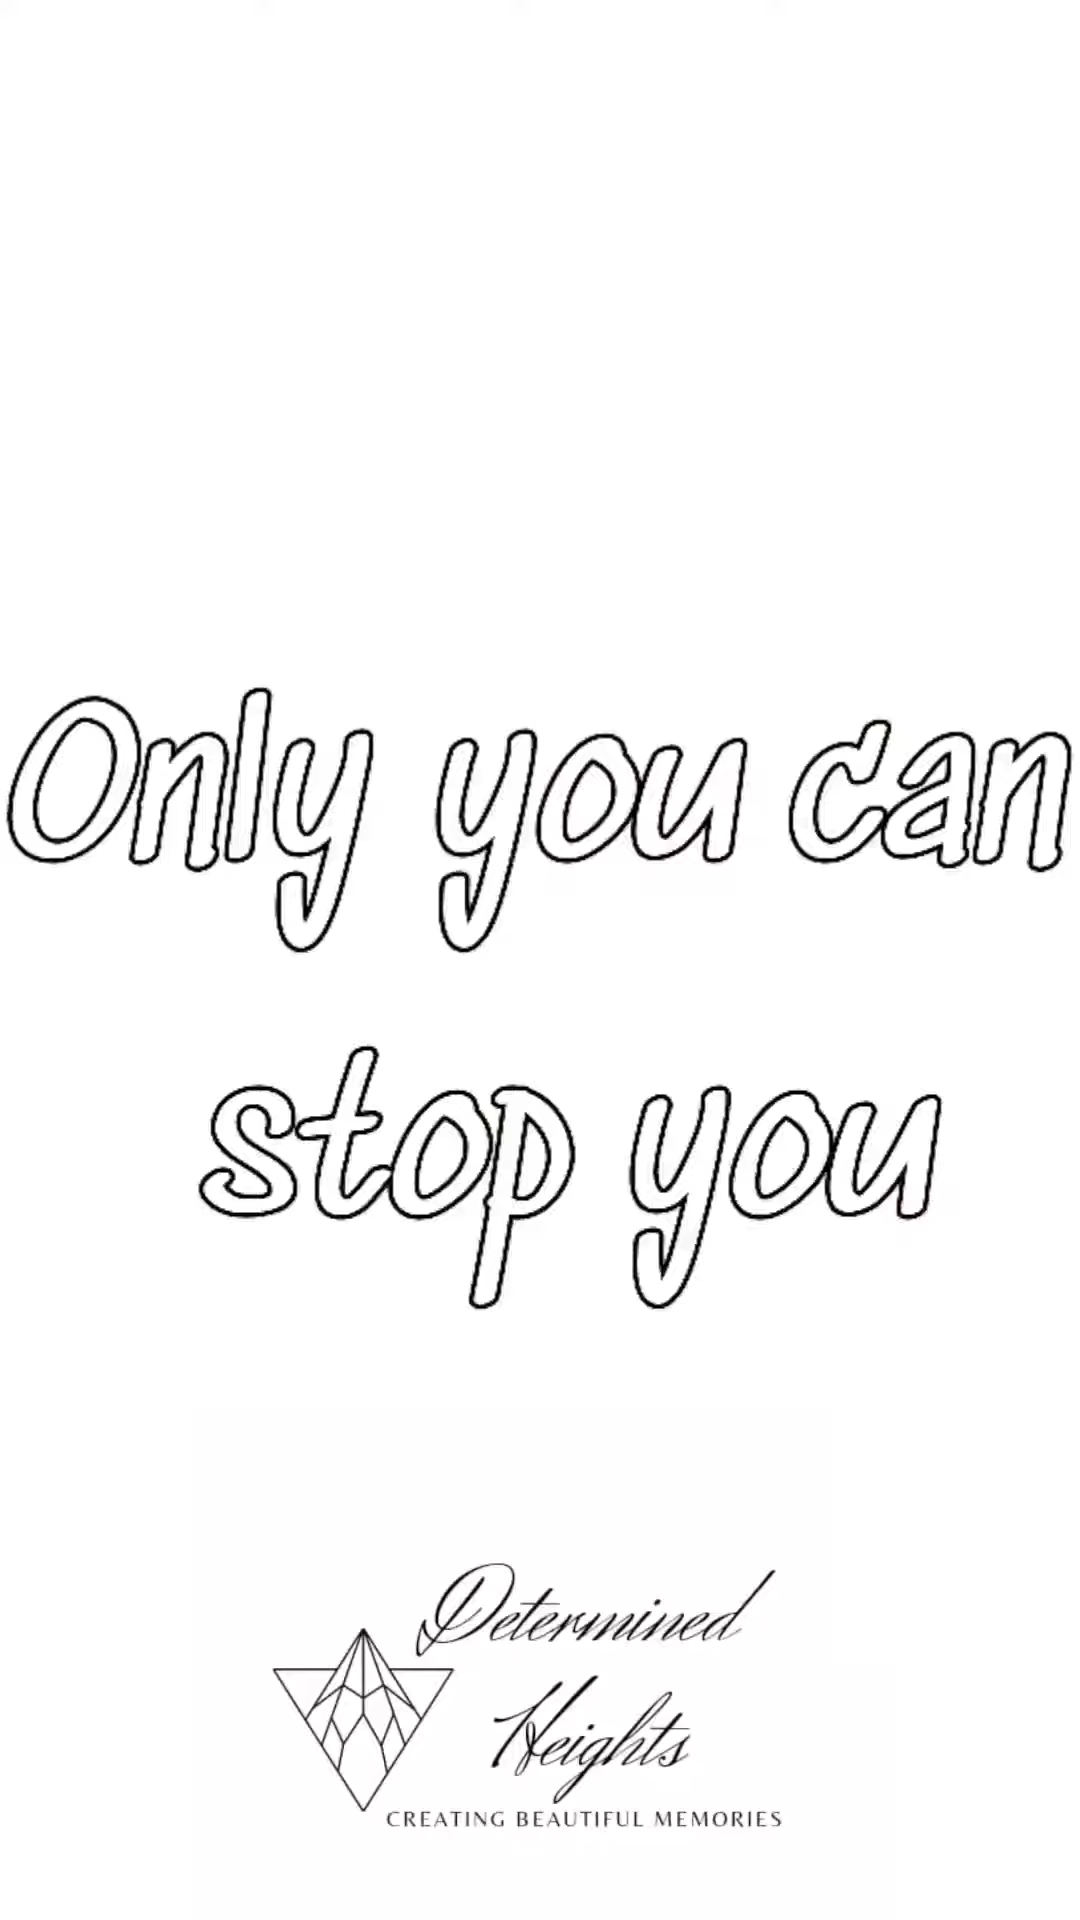 Only you can
stop you
Determined
Heights
CREATING BEAUTIFUL MEMORIES